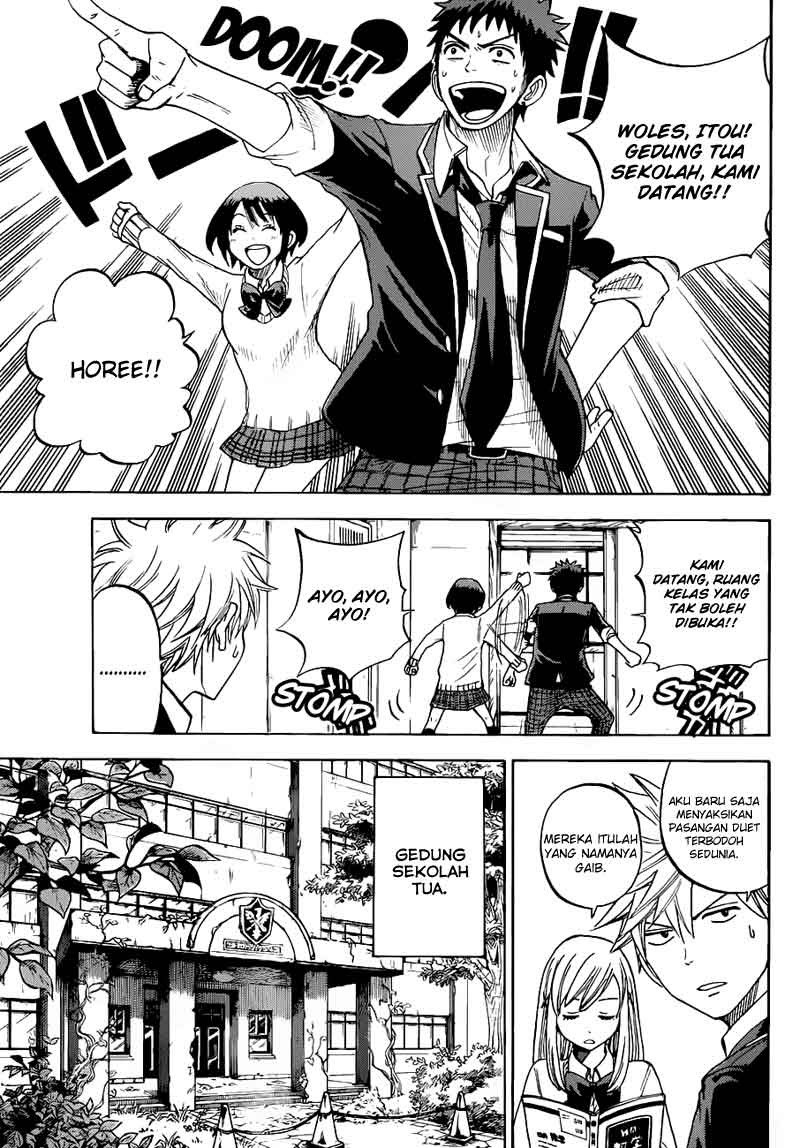 WOLES, ITOU!
GEDUNG TUA
SEKOLAH, KAMI
DATANG!!
DOOM!!
ドーン!!
HOREE!!
KAMI
DATANG, RUANG
KELAS YANG
TAK BOLEH
DIBUKA!!
AYO, AYO,
AYO!
STOMP
STOMP
...........
AKU BARU SAJA
MENYAKSIKAN
PASANGAN DUET
TERBODOH
SEDUNIA.
MEREKA ITULAH
YANG NAMANYA
GAIB.
GEDUNG
SEKOLAH
TUA.